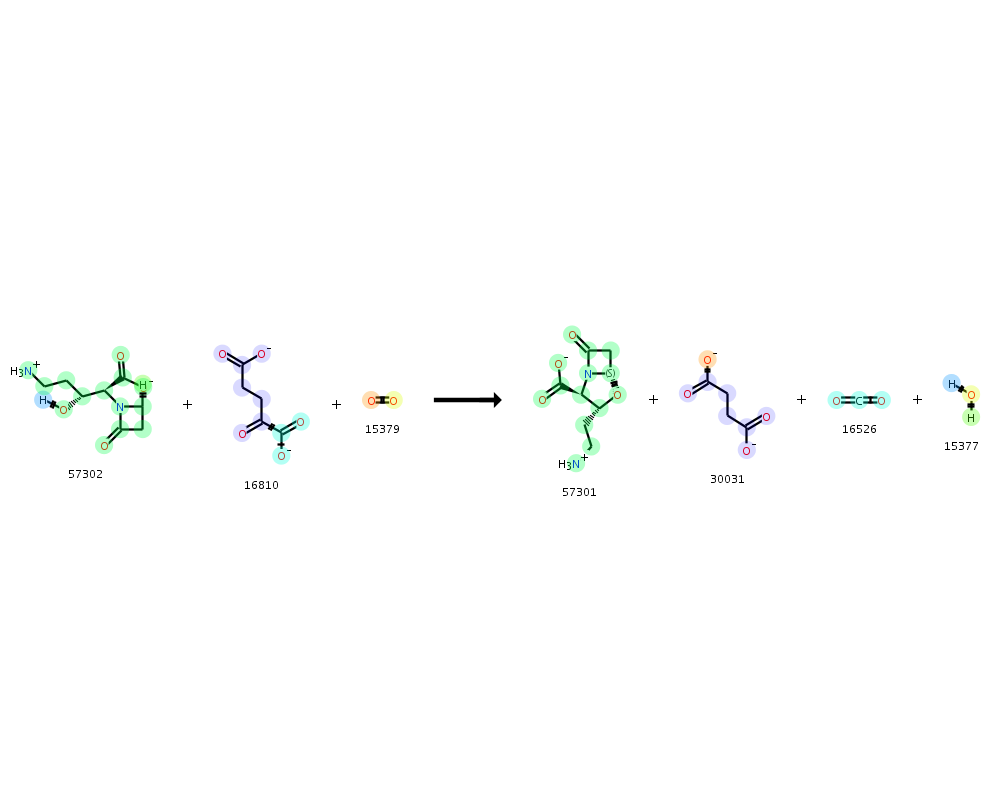 H3N+
H
O
O
H-
N
O
57302
+
O
O-
O
O
O-
16810
+
O
O
15379
O
O-
O
N
(S)
O
H3N+
57301
+
O-
O
O
O-
30031
+
O
C
O
16526
+
H
O
H
15377